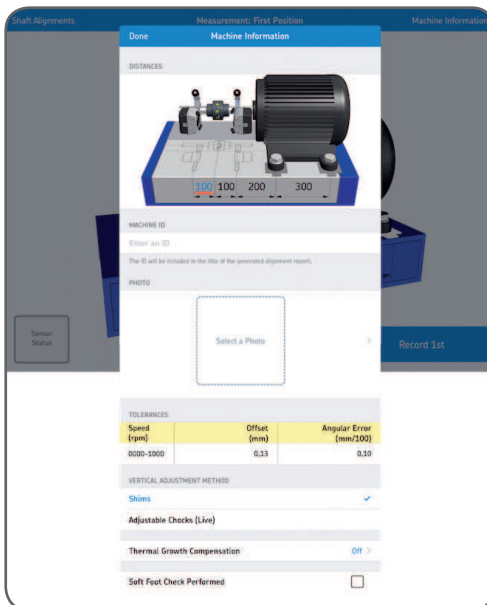 Shaft Alignments
Measurement: First Position
Machine Information
Done
Machine Information
DISTANCES
100 100 200 300
MACHINE ID
Enter an ID
The ID will be included in the title of the generated alignment report.
PHOTO
Select a Photo
Sensor
Status
Record 1st
TOLERANCES
Speed (rpm) Offset (mm) Angular Error (mm/100)
0000-1000 0,13 0,10
VERTICAL ADJUSTMENT METHOD
Shims
Adjustable Chocks (Live)
Thermal Growth Compensation Off
Soft Foot Check Performed